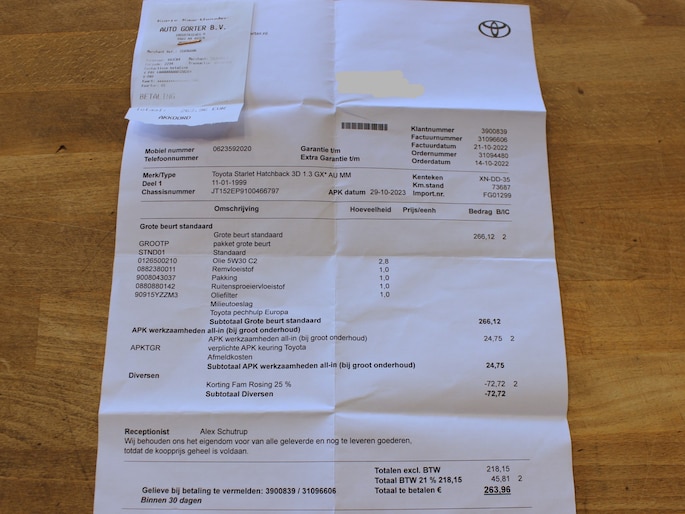 AUTO GORTER B.V.
BETALING
AKKOORD
Klantnummer 3900839
Factuurnummer 31096606
Factuurdatum 21-10-2022
Ordernummer 31094480
Orderdatum 14-10-2022
Mobiel nummer 0623592020 Garantie t/m
Telefoonnummer Extra Garantie t/m
Merk/Type Toyota Starlet Hatchback 3D 1.3 GX* AU MM Kenteken XN-DD-35
Deel 1 11-01-1999 Km.stand 73687
Chassisnummer JT152EP9100466797 APK datum 29-10-2023 Import.nr. FG01299
Omschrijving Hoeveelheid Prijs/eenh Bedrag B/IC
Grote beurt standaard
Grote beurt standaard 266,12 2
GROOTP pakket grote beurt
STND01 Standaard
0126500210 Olie 5W30 C2 2,8
0882380011 Remvloeistof 1,0
9008043037 Pakking 1,0
0880880142 Ruitensproeiervloeistof 1,0
90915YZZM3 Oliefilter 1,0
Milieutoeslag
Toyota pechhulp Europa
Subtotaal Grote beurt standaard 266,12
APK werkzaamheden all-in (bij groot onderhoud)
APK werkzaamheden all-in (bij groot onderhoud) 24,75 2
APKTGR verplichte APK keuring Toyota
Afmeldkosten
Subtotaal APK werkzaamheden all-in (bij groot onderhoud) 24,75
Diversen
Korting Fam Rosing 25 % -72,72 2
Subtotaal Diversen -72,72
Receptionist Alex Schutrup
Wij behouden ons het eigendom voor van alle geleverde en nog te leveren goederen,
totdat de koopprijs geheel is voldaan.
Totalen excl. BTW 218,15
Totaal BTW 21 % 218,15 45,81 2
Gelieve bij betaling te vermelden: 3900839 / 31096606 Totaal te betalen € 263,96
Binnen 30 dagen